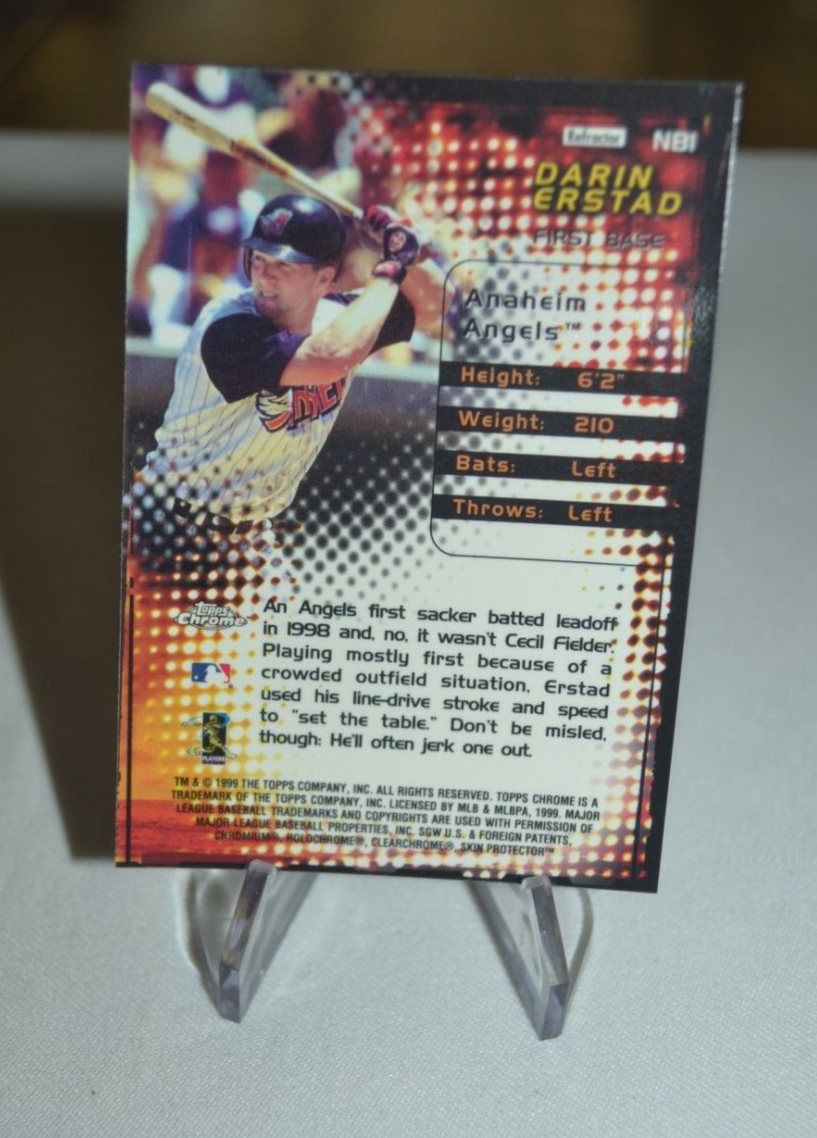 Refractor NB1
DARIN
ERSTAD
FIRST BASE
Anaheim
Angels™
Height: 6'2"
Weight: 210
Bats: Left
Throws: Left
Topps
Chrome
An Angels first sacker batted leadoff
in 1998 and, no, it wasn't Cecil Fielder.
Playing mostly first because of a
crowded outfield situation, Erstad
used his line-drive stroke and speed
to "set the table." Don't be misled,
though: He'll often jerk one out.
PLAYERS
TM & © 1999 THE TOPPS COMPANY, INC. ALL RIGHTS RESERVED. TOPPS CHROME IS A
TRADEMARK OF THE TOPPS COMPANY, INC. LICENSED BY MLB & MLBPA, 1999. MAJOR
LEAGUE BASEBALL TRADEMARKS AND COPYRIGHTS ARE USED WITH PERMISSION OF
MAJOR LEAGUE BASEBALL PROPERTIES, INC. SGW U.S. & FOREIGN PATENTS,
CHROMIUM®, HOLOCHROME®, CLEARCHROME®, SKIN PROTECTOR™